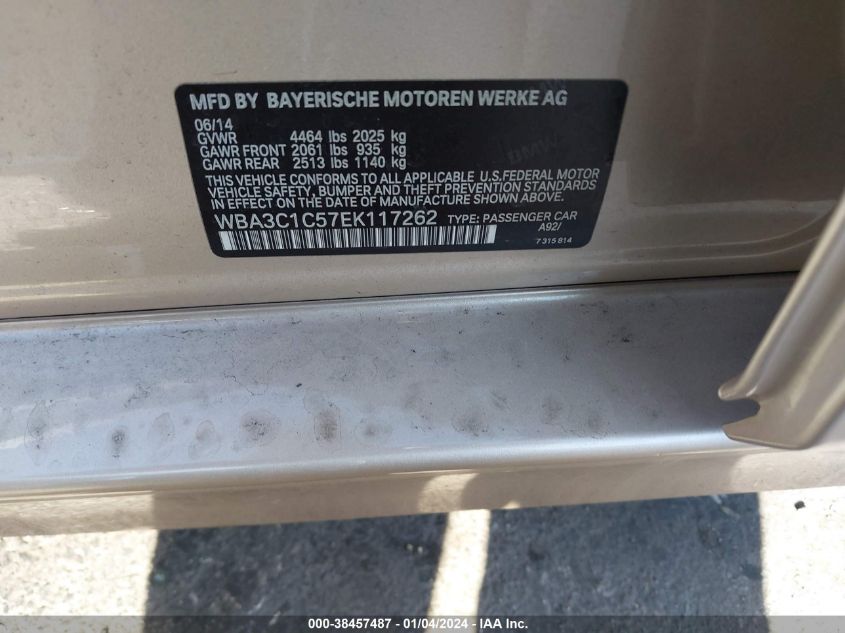 MFD BY BAYERISCHE MOTOREN WERKE AG
06/14
GVWR 4464 lbs 2025 kg
GAWR FRONT 2061 lbs 935 kg
GAWR REAR 2513 lbs 1140 kg
BMW
THIS VEHICLE CONFORMS TO ALL APPLICABLE U.S.FEDERAL MOTOR
VEHICLE SAFETY, BUMPER AND THEFT PREVENTION STANDARDS
IN EFFECT ON THE DATE OF MANUFACTURE SHOWN ABOVE.
WBA3C1C57EK117262 TYPE: PASSENGER CAR
A92/
7 315 814
000-38457487 - 01/04/2024 - IAA Inc.